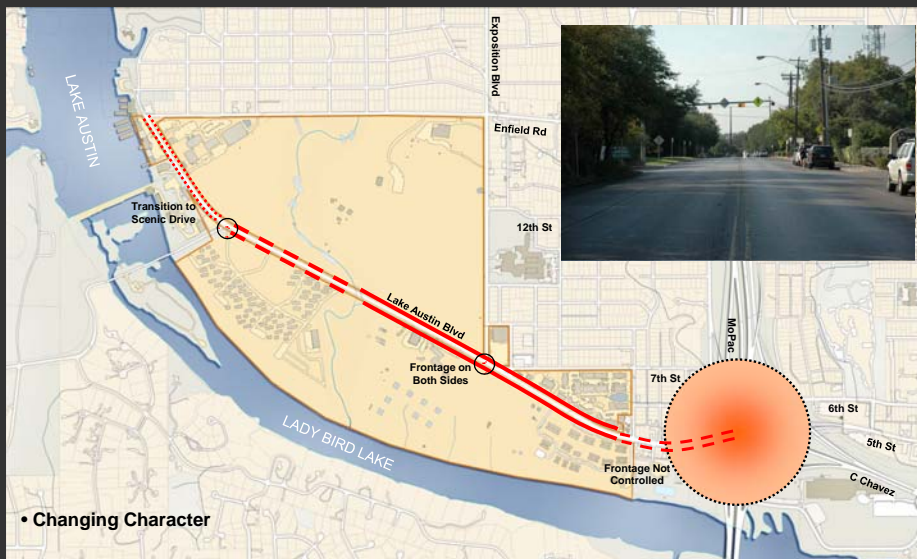 Exposition Blvd
LAKE AUSTIN
Enfield Rd
Transition to
Scenic Drive
12th St
Lake Austin Blvd
MoPac
Frontage on
Both Sides
7th St
6th St
5th St
LADY BIRD LAKE
Frontage Not
Controlled
C Chavez
• Changing Character